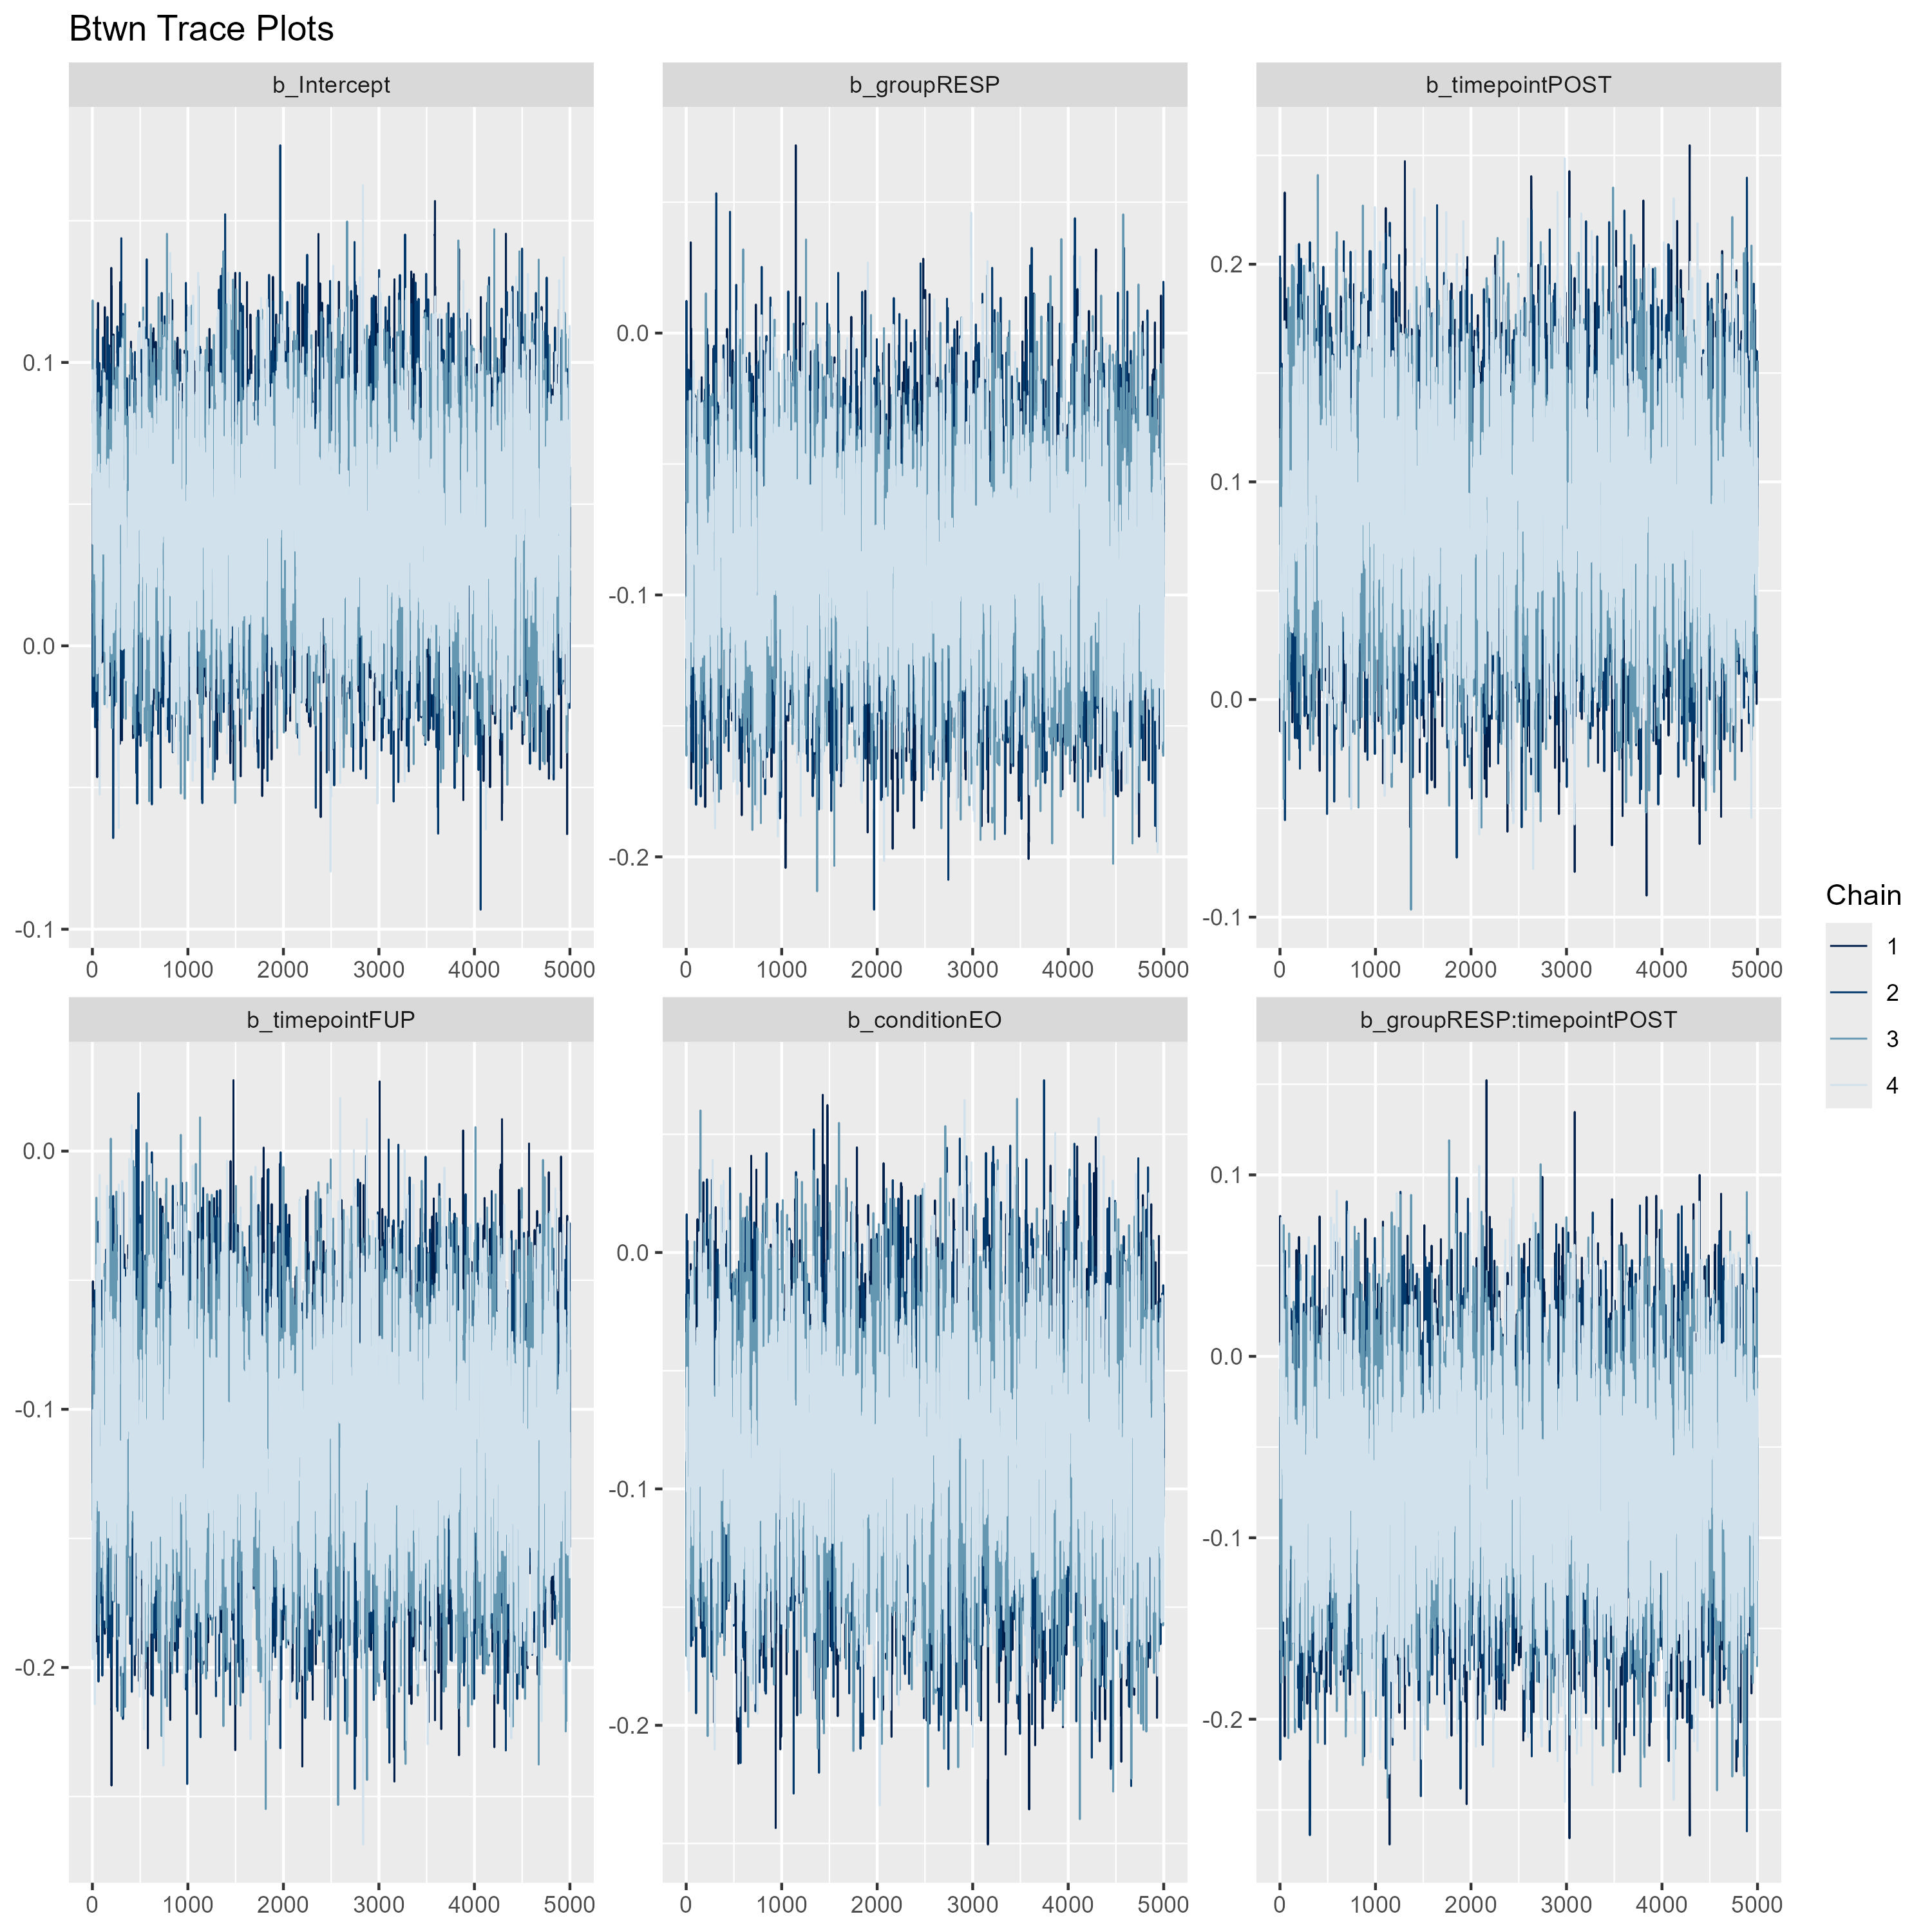 Btwn Trace Plots
b_Intercept
b_groupRESP
b_timepointPOST
0.1
0.0
-0.1
0.0
-0.1
-0.2
0.2
0.1
0.0
-0.1
0 1000 2000 3000 4000 5000
0 1000 2000 3000 4000 5000
0 1000 2000 3000 4000 5000
b_timepointFUP
b_conditionEO
b_groupRESP:timepointPOST
0.0
-0.1
-0.2
0.0
-0.1
-0.2
0.1
0.0
-0.1
-0.2
0 1000 2000 3000 4000 5000
0 1000 2000 3000 4000 5000
0 1000 2000 3000 4000 5000
Chain
1
2
3
4